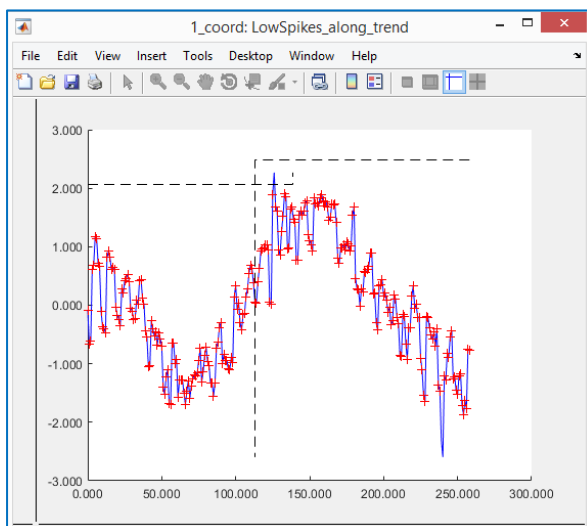 1_coord: LowSpikes_along_trend
File Edit View Insert Tools Desktop Window Help
3.000
2.000
1.000
0.000
-1.000
-2.000
-3.000
0.000 50.000 100.000 150.000 200.000 250.000 300.000